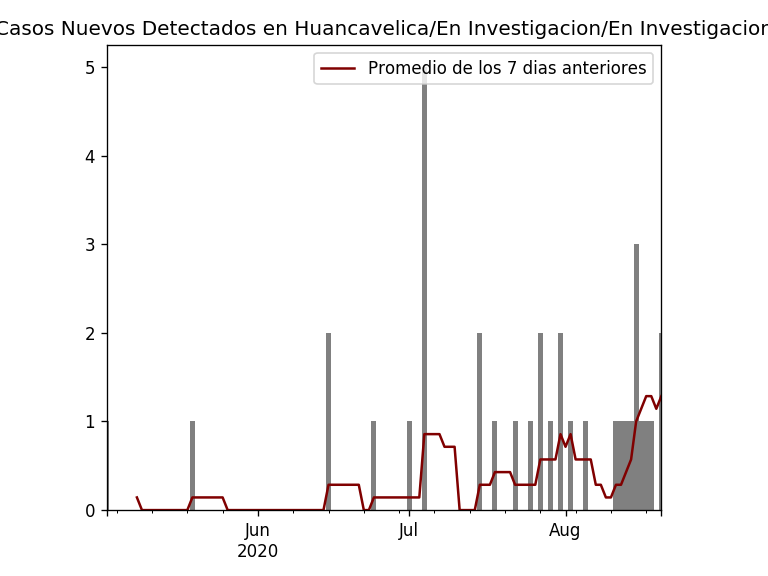 Casos Nuevos Detectados en Huancavelica/En Investigacion/En Investigacion
Promedio de los 7 dias anteriores
5
4
3
2
1
0
Jun
2020
Jul
Aug